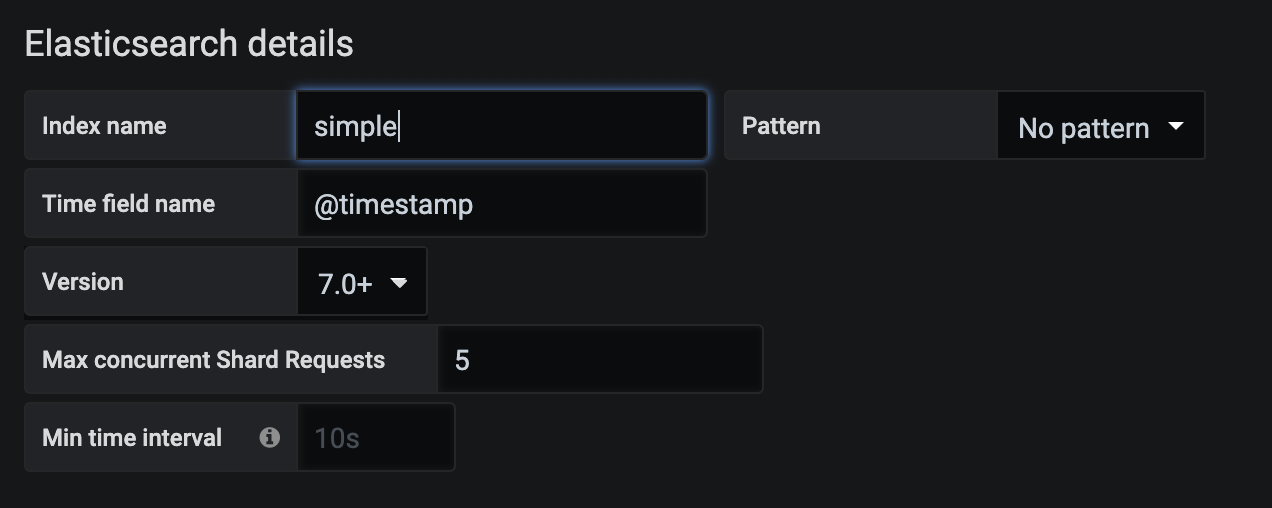 Elasticsearch details
Index name simple Pattern No pattern
Time field name @timestamp
Version 7.0+
Max concurrent Shard Requests 5
Min time interval 10s